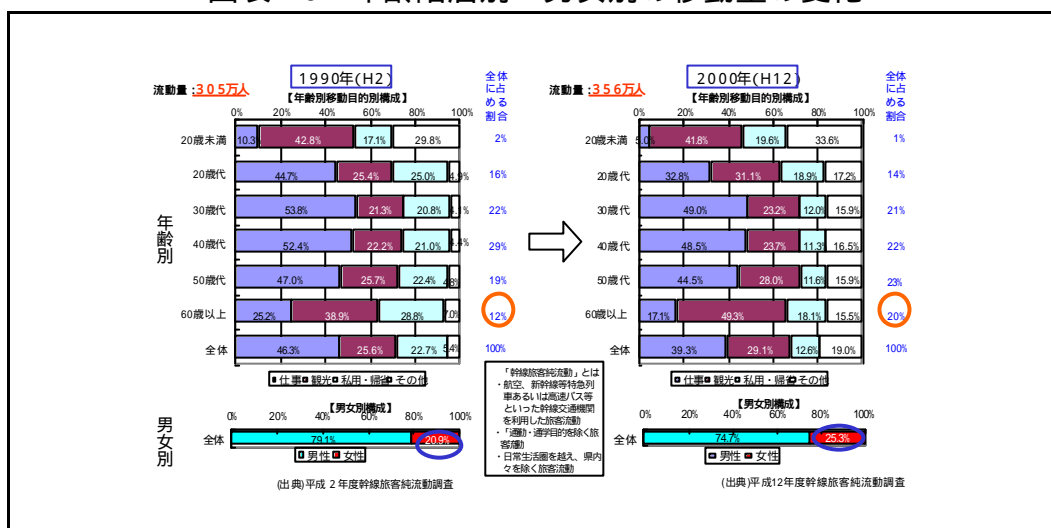 1990年(H2)
流動量：305万人
【年齢別移動目的別構成】
全体
に占
める
割合
0% 20% 40% 60% 80% 100%
20歳未満 10.3% 42.8% 17.1% 29.8% 2%
20歳代 44.7% 25.4% 25.0% 4.9% 16%
30歳代 53.8% 21.3% 20.8% 4.1% 22%
40歳代 52.4% 22.2% 21.0% 4.4% 29%
50歳代 47.0% 25.7% 22.4% 4.8% 19%
60歳以上 25.2% 38.9% 28.8% 7.0% 12%
全体 46.3% 25.6% 22.7% 5.4% 100%
年齢別
仕事 観光 私用・帰省 その他
【男女別構成】
0% 20% 40% 60% 80% 100%
全体 79.1% 20.9%
男女別
男性 女性
(出典)平成２年度幹線旅客純流動調査
「幹線旅客純流動」とは
・航空、新幹線等特急列
車あるいは高速バス等
といった幹線交通機関
を利用した旅客流動
・「通勤・通学目的を除く旅
客流動
・日常生活圏を越え、県内
々を除く旅客流動
2000年(H12)
流動量：356万人
【年齢別移動目的別構成】
全体
に占
める
割合
0% 20% 40% 60% 80% 100%
20歳未満 5.0% 41.8% 19.6% 33.6% 1%
20歳代 32.8% 31.1% 18.9% 17.2% 14%
30歳代 49.0% 23.2% 12.0% 15.9% 21%
40歳代 48.5% 23.7% 11.3% 16.5% 22%
50歳代 44.5% 28.0% 11.6% 15.9% 23%
60歳以上 17.1% 49.3% 18.1% 15.5% 20%
全体 39.3% 29.1% 12.6% 19.0% 100%
仕事 観光 私用・帰省 その他
【男女別構成】
0% 20% 40% 60% 80% 100%
全体 74.7% 25.3%
男性 女性
(出典)平成12年度幹線旅客純流動調査